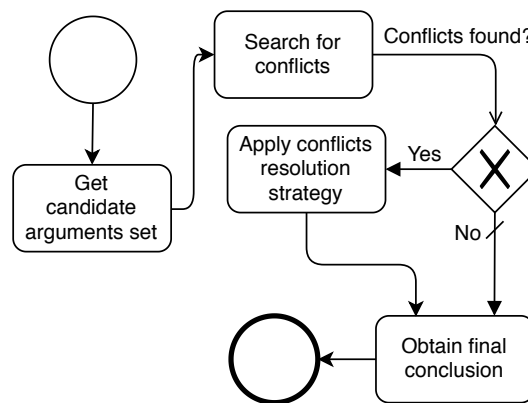 Search for
conflicts
Conflicts found?
Get
candidate
arguments set
Apply conflicts
resolution
strategy
Yes
No
Obtain final
conclusion